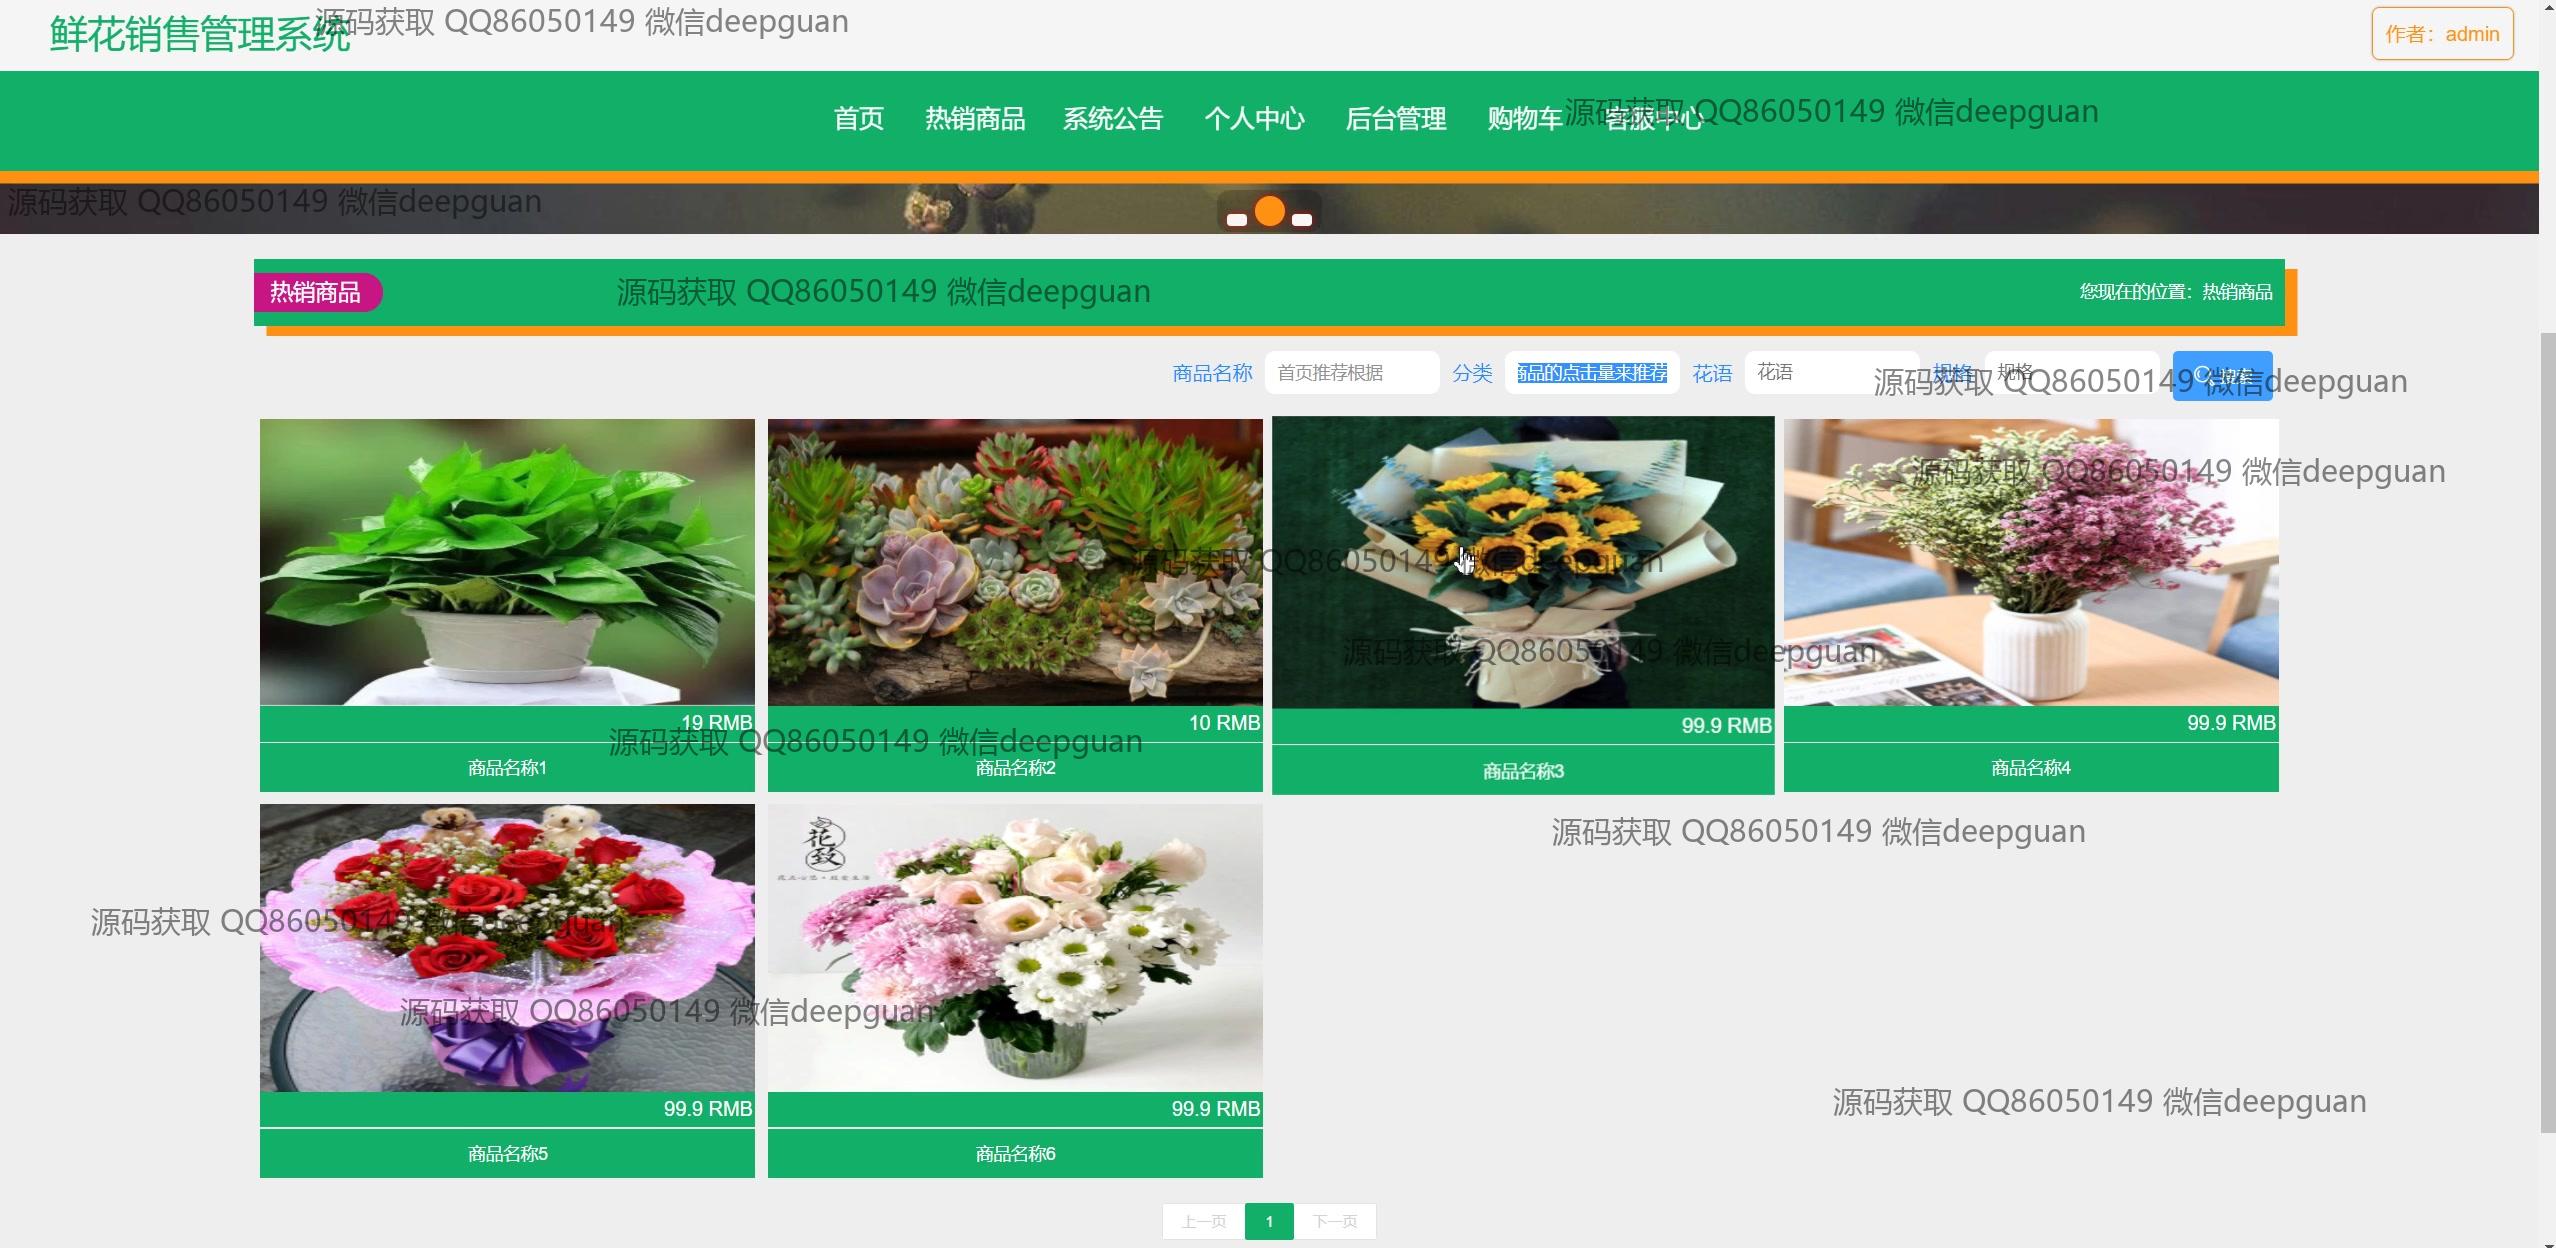 鲜花销售管理系统
源码获取 QQ86050149 微信deepguan
作者：admin
首页 热销商品 系统公告 个人中心 后台管理 购物车 客服中心
源码获取 QQ86050149 微信deepguan
源码获取 QQ86050149 微信deepguan
热销商品
源码获取 QQ86050149 微信deepguan
您现在的位置：热销商品
商品名称 首页推荐根据 分类 商品的点击量来推荐 花语 花语 规格 规格 搜索
源码获取 QQ86050149 微信deepguan
源码获取 QQ86050149 微信deepguan
源码获取 QQ86050149 微信deepguan
源码获取 QQ86050149 微信deepguan
19 RMB 10 RMB 99.9 RMB 99.9 RMB
源码获取 QQ86050149 微信deepguan
商品名称1 商品名称2 商品名称3 商品名称4
源码获取 QQ86050149 微信deepguan
花
致
源码获取 QQ86050149 微信deepguan
源码获取 QQ86050149 微信deepguan
99.9 RMB 99.9 RMB
源码获取 QQ86050149 微信deepguan
商品名称5 商品名称6
上一页 1 下一页